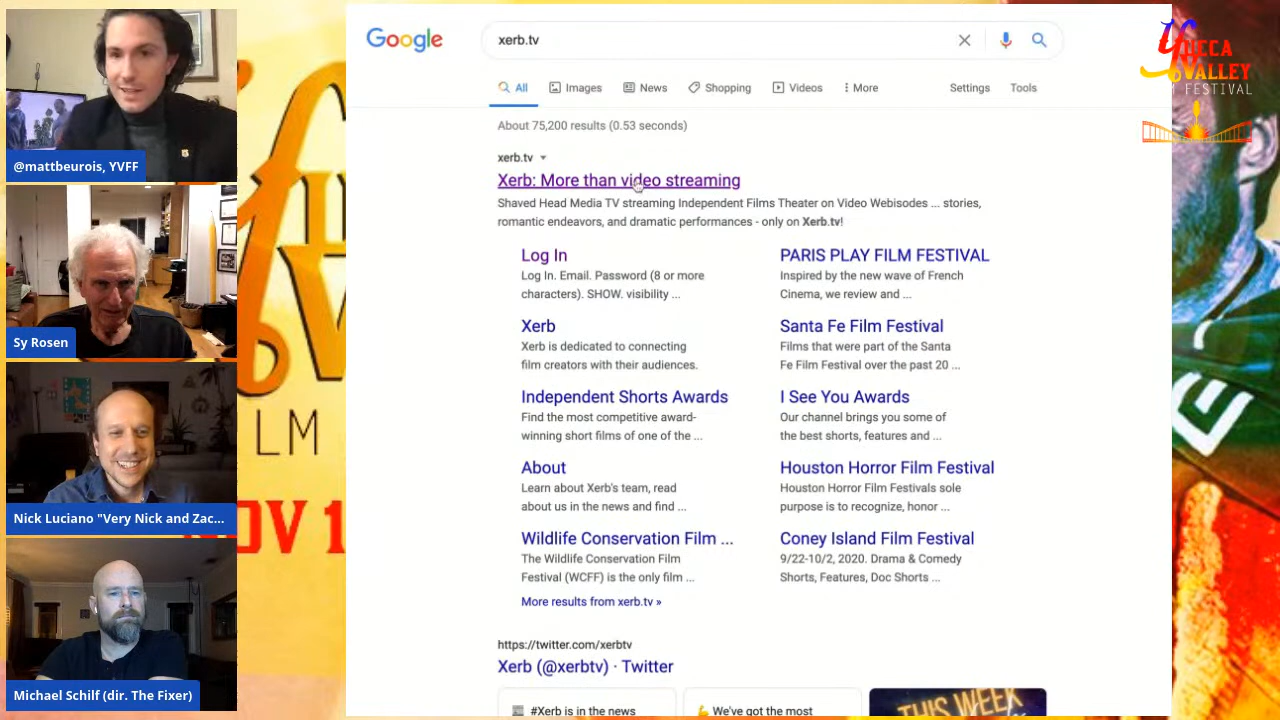 @mattbeurois, YVFF
Sy Rosen
Nick Luciano "Very Nick and Zac...
Michael Schilf (dir. The Fixer)
LM
OV 1
Google
xerb.tv
All
Images
News
Shopping
Videos
More
Settings
Tools
About 75,200 results (0.53 seconds)
xerb.tv
Xerb: More than video streaming
Shaved Head Media TV streaming Independent Films Theater on Video Webisodes ... stories,
romantic endeavors, and dramatic performances - only on Xerb.tv!
Log In
Log In. Email. Password (8 or more
characters). SHOW. visibility ...
Xerb
Xerb is dedicated to connecting
film creators with their audiences.
Independent Shorts Awards
Find the most competitive award-
winning short films of one of the ...
About
Learn about Xerb's team, read
about us in the news and find ...
Wildlife Conservation Film ...
The Wildlife Conservation Film
Festival (WCFF) is the only film ...
More results from xerb.tv »
PARIS PLAY FILM FESTIVAL
Inspired by the new wave of French
Cinema, we review and ...
Santa Fe Film Festival
Films that were part of the Santa
Fe Film Festival over the past 20 ...
I See You Awards
Our channel brings you some of
the best shorts, features and ...
Houston Horror Film Festival
Houston Horror Film Festivals sole
purpose is to recognize, honor ...
Coney Island Film Festival
9/22-10/2, 2020. Drama & Comedy
Shorts, Features, Doc Shorts ...
https://twitter.com/xerbtv
Xerb (@xerbtv) · Twitter
#Xerb is in the news
We've got the most
THIS WEEK
YUCCA
VALLEY
M FESTIVAL